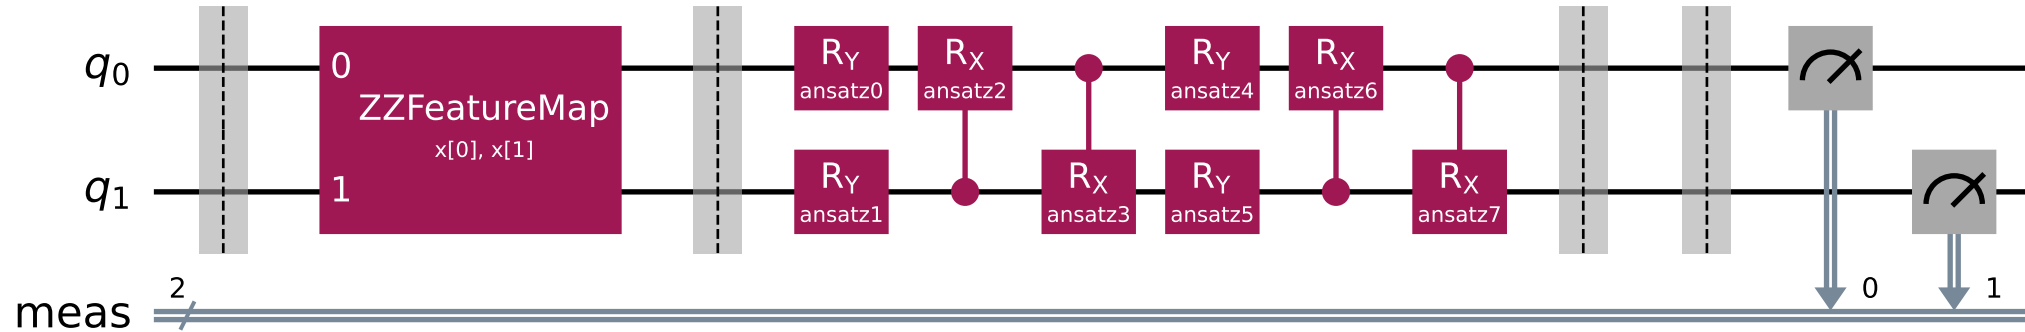 q0 0 ZZFeatureMap RY ansatz0 RX ansatz2 RY ansatz4 RX ansatz6
x[0], x[1]
q1 1 RY ansatz1 RX ansatz3 RY ansatz5 RX ansatz7
2 0 1
meas